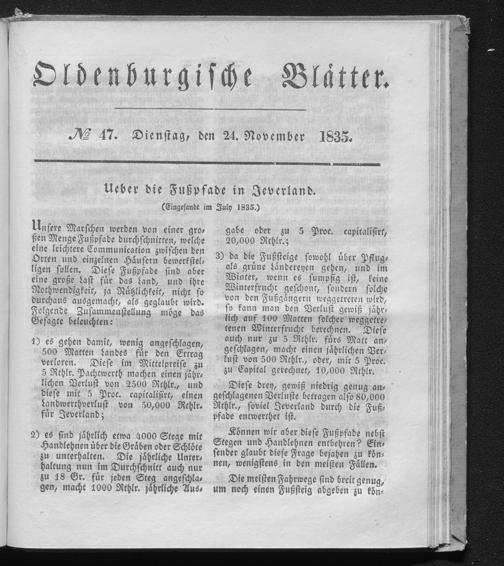 Oldenburgische Blätter.
№ 47. Dienstag, den 24. November 1835.
Ueber die Fußpfade in Jeverland.
(Eingesandt im July 1835.)
Unsere Marschen werden von einer gro-
ßen Menge Fußpfade durchschnitten, welche
eine leichtere Communication zwischen den
Orten und einzelnen Häusern bewerkstel-
ligen sollen. Diese Fußpfade sind aber
eine große Last für das Land, und ihre
Nothwendigkeit, ja Nützlichkeit, nicht so
durchaus ausgemacht, als geglaubt wird.
Folgende Zusammenstellung möge das
Gesagte beleuchten:
1) es gehen damit, wenig angeschlagen,
500 Matten Landes für den Ertrag
verloren. Diese im Mittelpreise zu
5 Rthlr. Pachtwerth machen einen jähr-
lichen Verlust von 2500 Rthlr., und
diese mit 5 Proc. capitalisirt, einen
Landwerthverlust von 50,000 Rthlr.
für Jeverland;
2) es sind jährlich etwa 4000 Stege mit
Handlehnen über die Gräben oder Schlöte
zu unterhalten. Die jährliche Unter-
haltung nun im Durchschnitt auch nur
zu 18 Gr. für jeden Steg angeschla-
gen, macht 1000 Rthlr. jährliche Aus-
gabe oder zu 5 Proc. capitalisirt,
20,000 Rthlr.;
3) da die Fußsteige sowohl über Pflug-
als grüne Ländereyen gehen, und im
Winter, wenn es sumpfig ist, keine
Winterfrucht geschont, sondern solche
von den Fußgängern weggetreten wird,
so kann man den Verlust gewiß jähr-
lich auf 100 Matten solcher weggetre-
tenen Winterfruchte berechnen. Diese
auch nur zu 5 Rthlr. fürs Matt an-
geschlagen, macht einen jährlichen Ver-
lust von 500 Rthlr., oder, mit 5 Proc.
zu Capital gerechnet, 10,000 Rthlr.
Diese drey, gewiß niedrig genug an-
geschlagenen Verluste betragen also 80,000
Rthlr., soviel Jeverland durch die Fuß-
pfade entwerthet ist.
Können wir aber diese Fußpfade nebst
Stegen und Handlehnen entbehren? Ein-
sender glaubt diese Frage bejahen zu kön-
nen, wenigstens in den meisten Fällen.
Die meisten Fahrwege sind breit genug,
um noch einen Fußsteig abgeben zu kön-